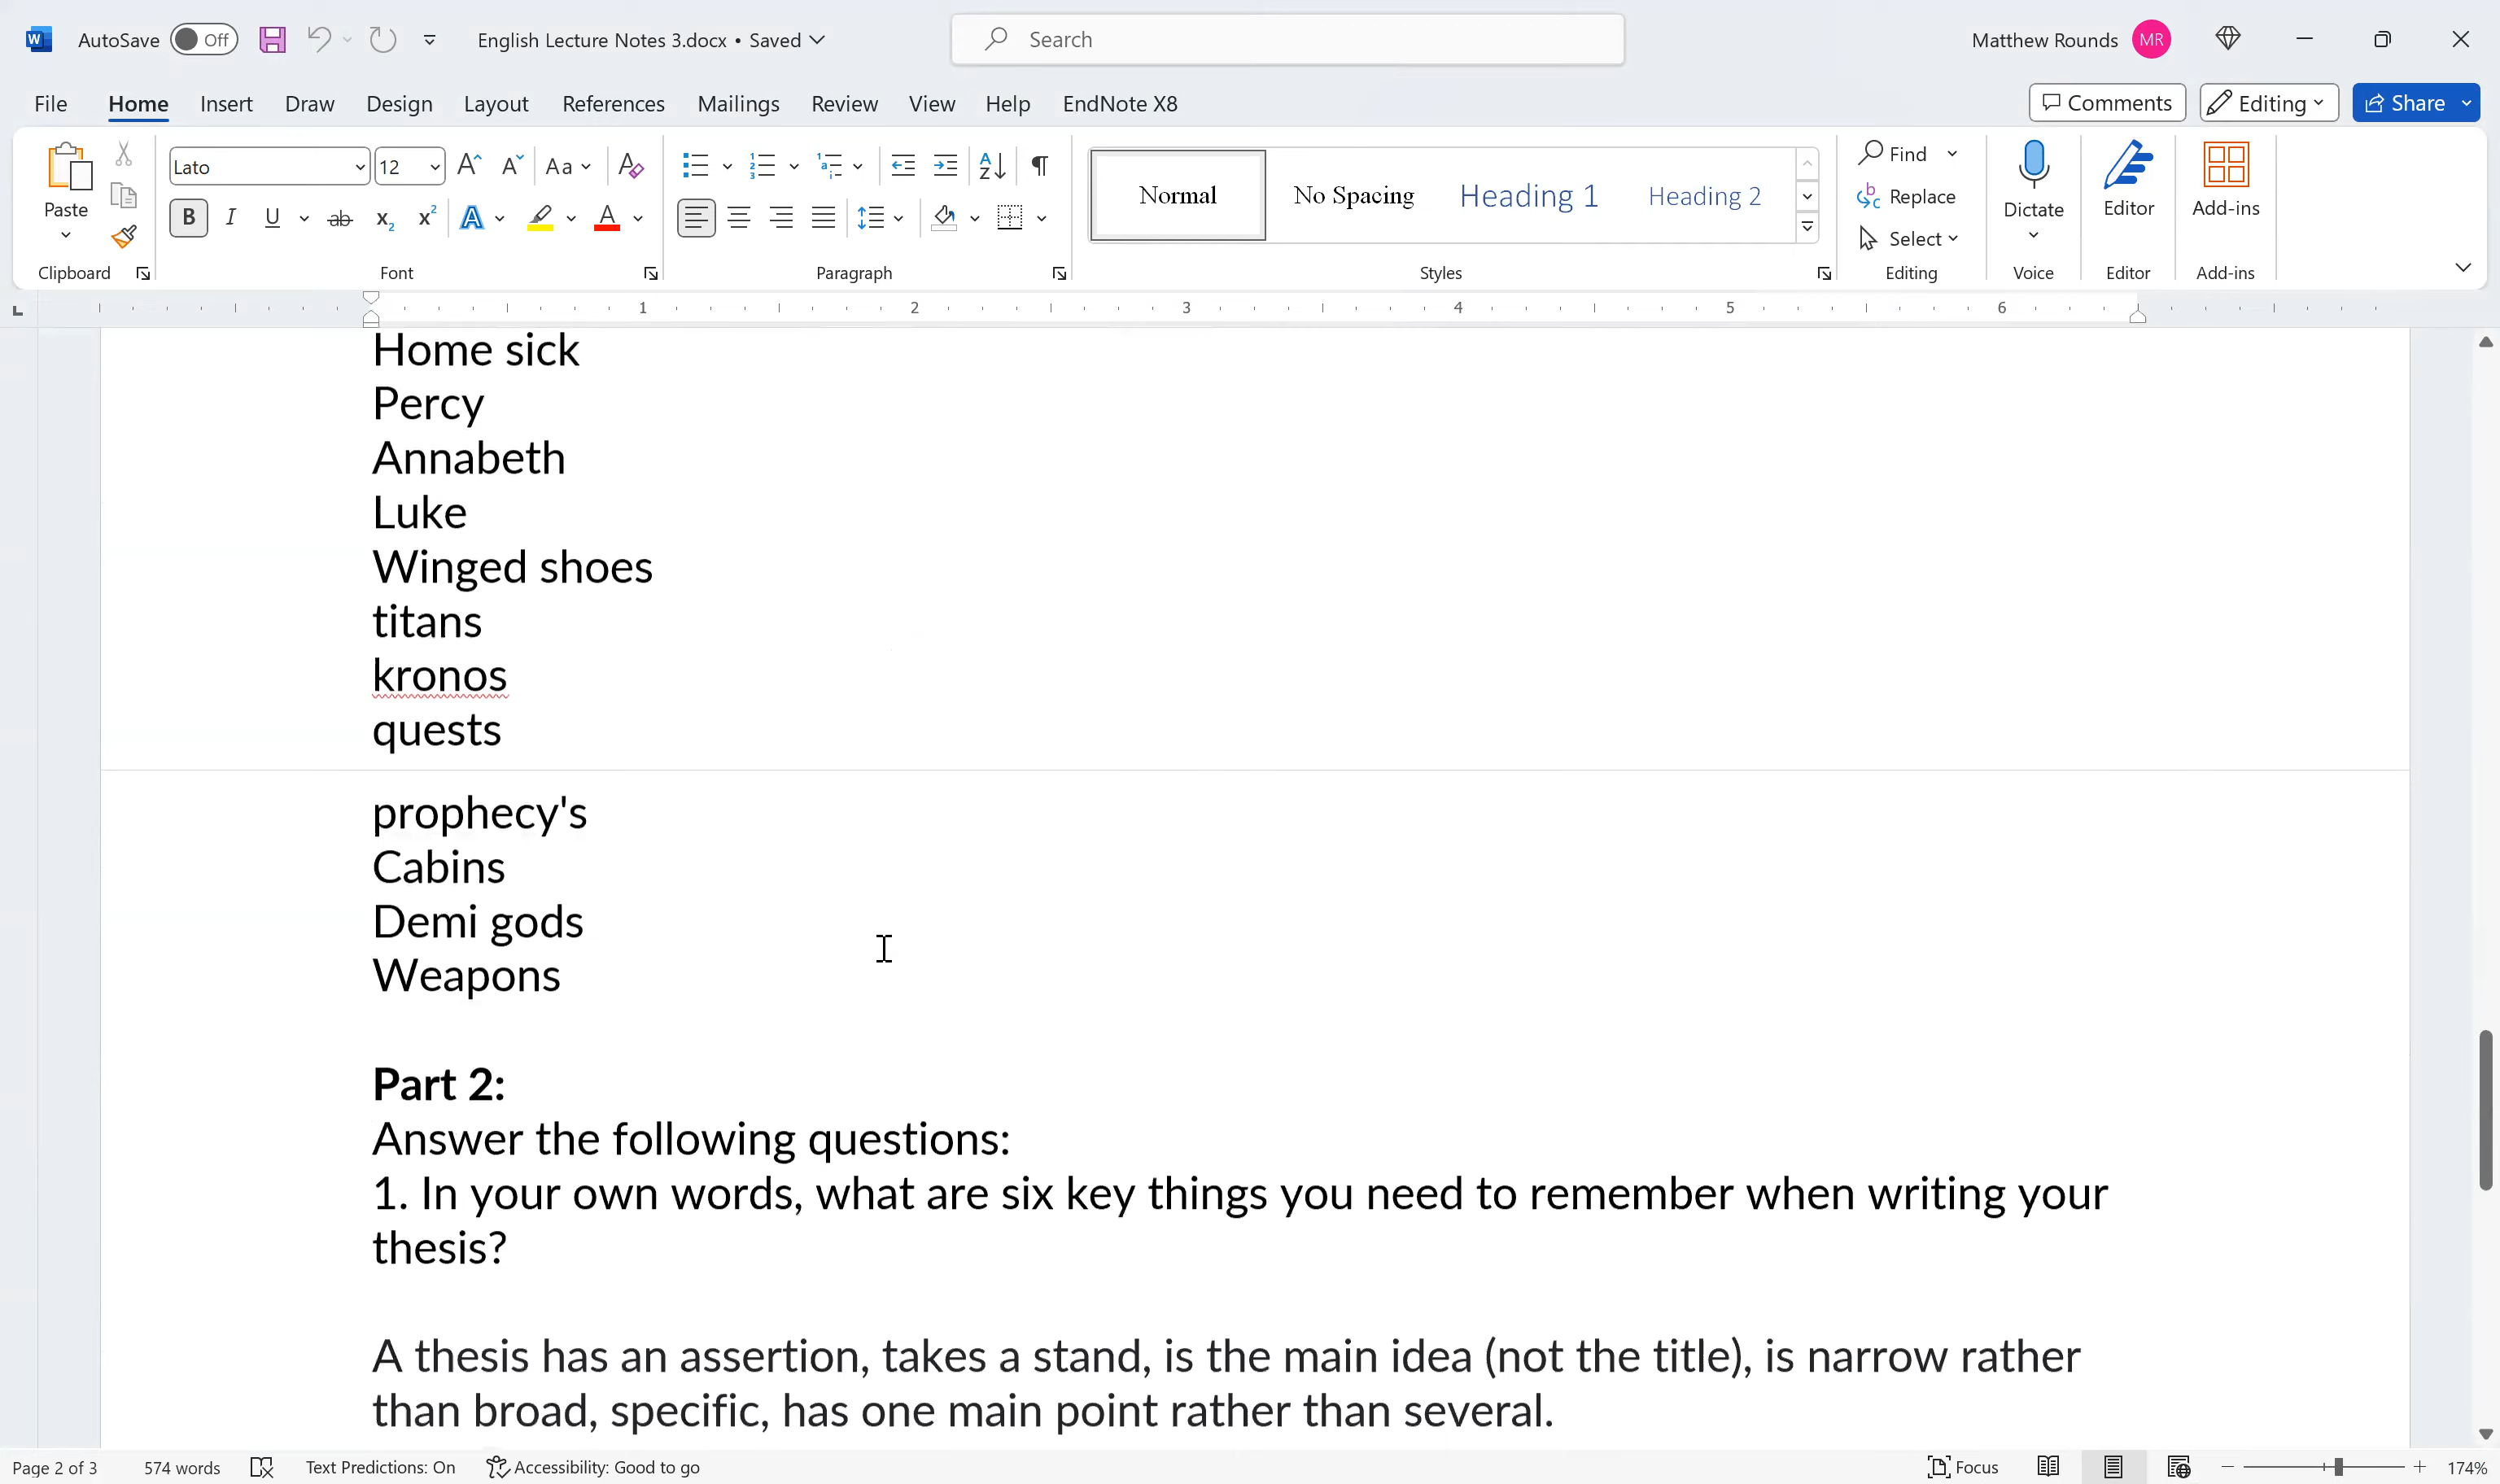 AutoSave Off English Lecture Notes 3.docx • Saved Search Matthew Rounds MR
File Home Insert Draw Design Layout References Mailings Review View Help EndNote X8 Comments Editing Share
Paste
Clipboard
Lato 12
Font
Paragraph
Normal No Spacing Heading 1 Heading 2
Styles
Find
Replace
Select
Editing
Dictate
Voice
Editor
Editor
Add-ins
Add-ins
1 2 3 4 5 6
Home sick
Percy
Annabeth
Luke
Winged shoes
titans
kronos
quests
prophecy's
Cabins
Demi gods
Weapons
Part 2:
Answer the following questions:
1. In your own words, what are six key things you need to remember when writing your
thesis?
A thesis has an assertion, takes a stand, is the main idea (not the title), is narrow rather
than broad, specific, has one main point rather than several.
Page 2 of 3 574 words Text Predictions: On Accessibility: Good to go Focus 174%